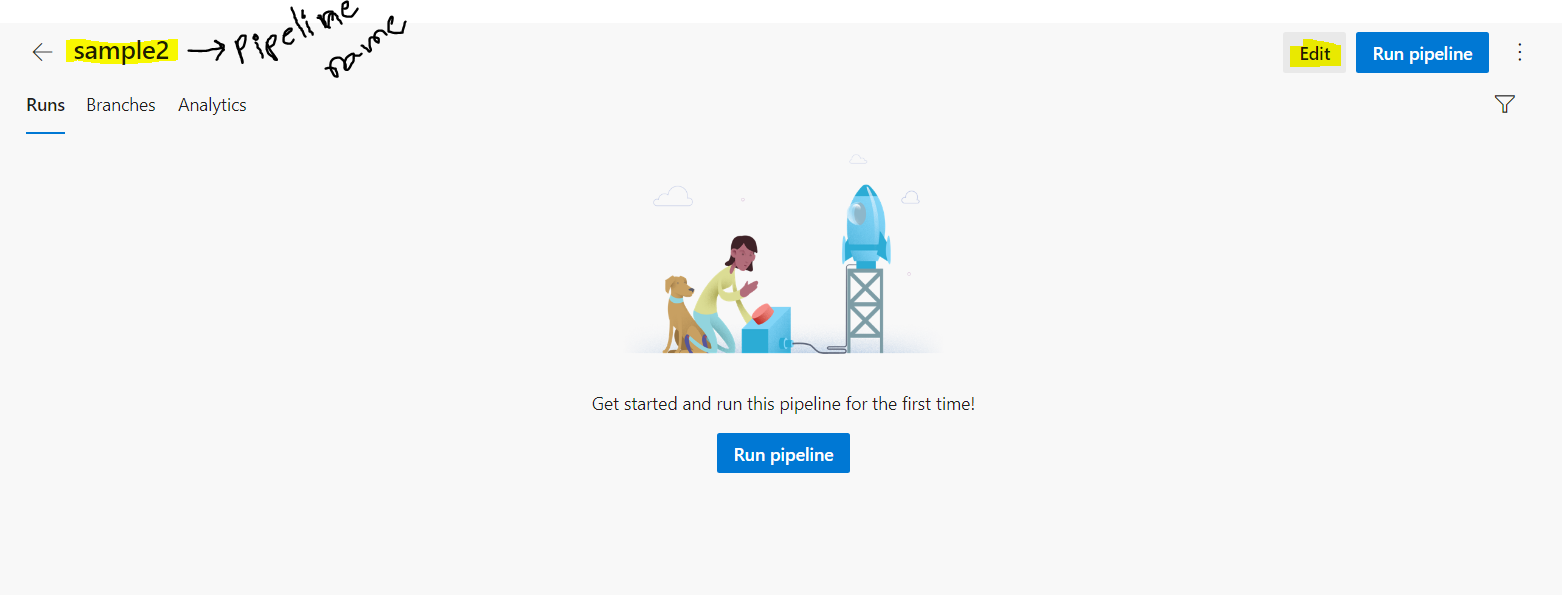 sample2 → pipeline name
Edit
Run pipeline
Runs Branches Analytics
Get started and run this pipeline for the first time!
Run pipeline